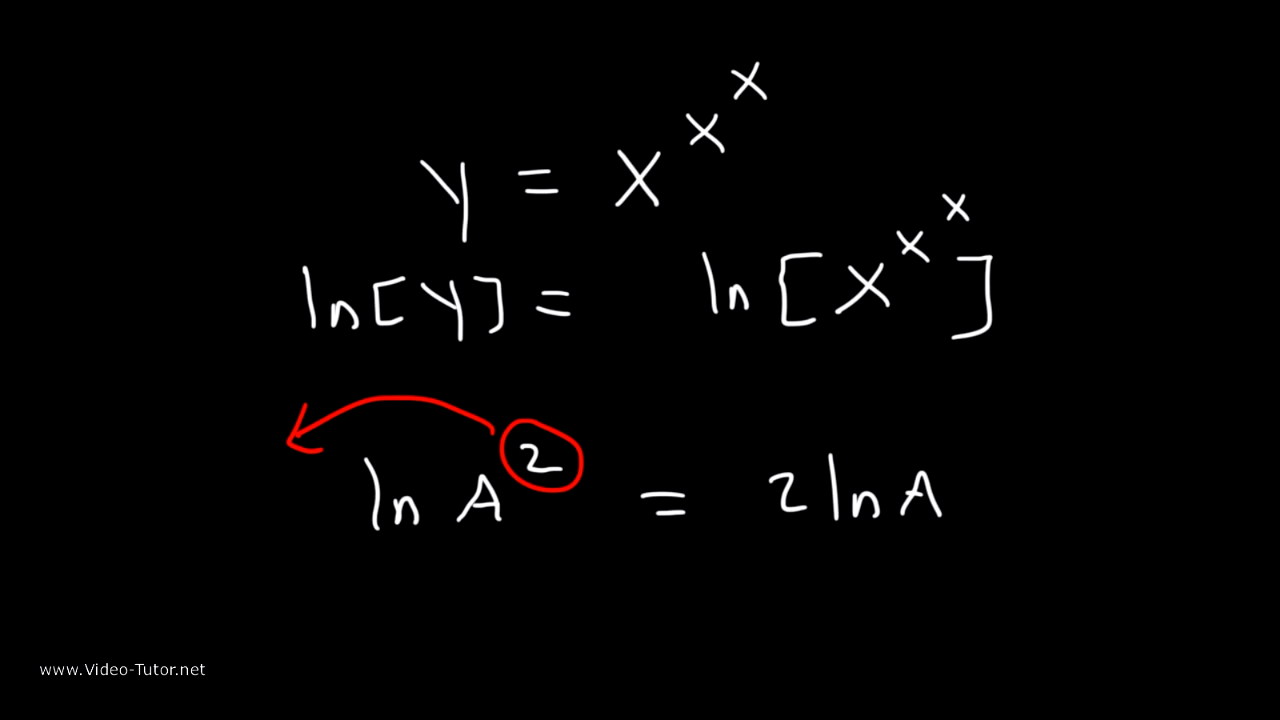 y = x^{x^{x}}
ln[y] = ln[x^{x^{x}}]
ln A^{2} = 2 ln A
www.Video-Tutor.net